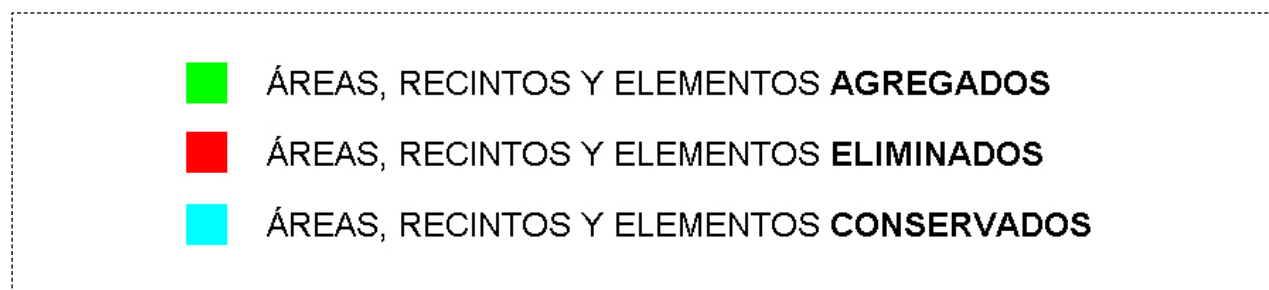 ÁREAS, RECINTOS Y ELEMENTOS AGREGADOS
ÁREAS, RECINTOS Y ELEMENTOS ELIMINADOS
ÁREAS, RECINTOS Y ELEMENTOS CONSERVADOS